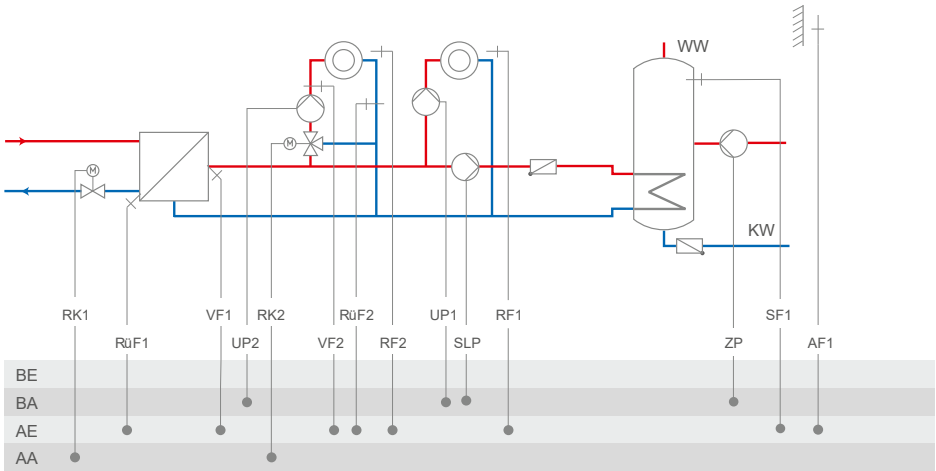 WW
M
M
KW
RK1 VF1 RK2 RüF2 UP1 RF1 SF1
RüF1 UP2 VF2 RF2 SLP ZP AF1
BE
BA
AE
AA